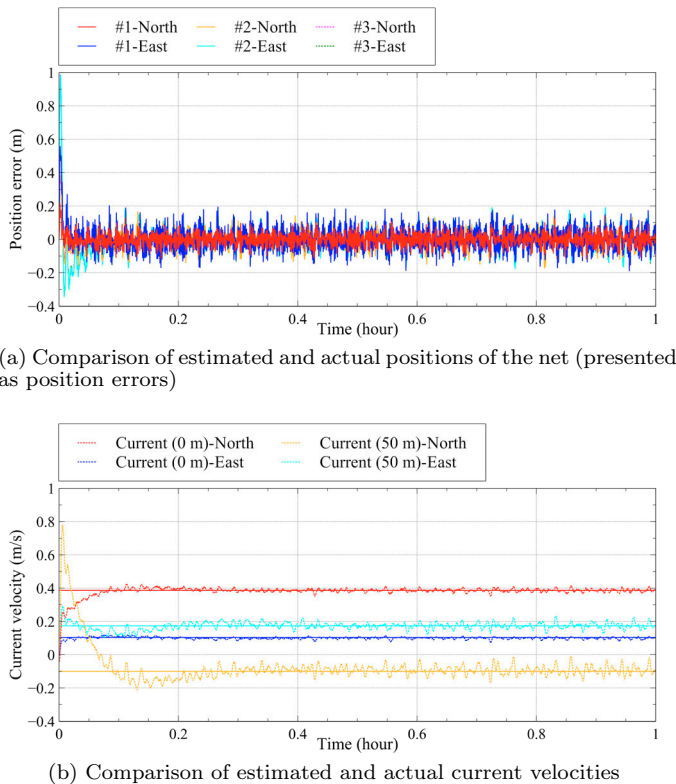 #1-North #2-North #3-North
#1-East #2-East #3-East
1
0.8
0.6
0.4
0.2
0
−0.2
−0.4
Position error (m)
0 0.2 0.4 0.6 0.8 1
Time (hour)
(a) Comparison of estimated and actual positions of the net (presented
as position errors)
Current (0 m)-North Current (50 m)-North
Current (0 m)-East Current (50 m)-East
1
0.8
0.6
0.4
0.2
0
−0.2
−0.4
Current velocity (m/s)
0 0.2 0.4 0.6 0.8 1
Time (hour)
(b) Comparison of estimated and actual current velocities